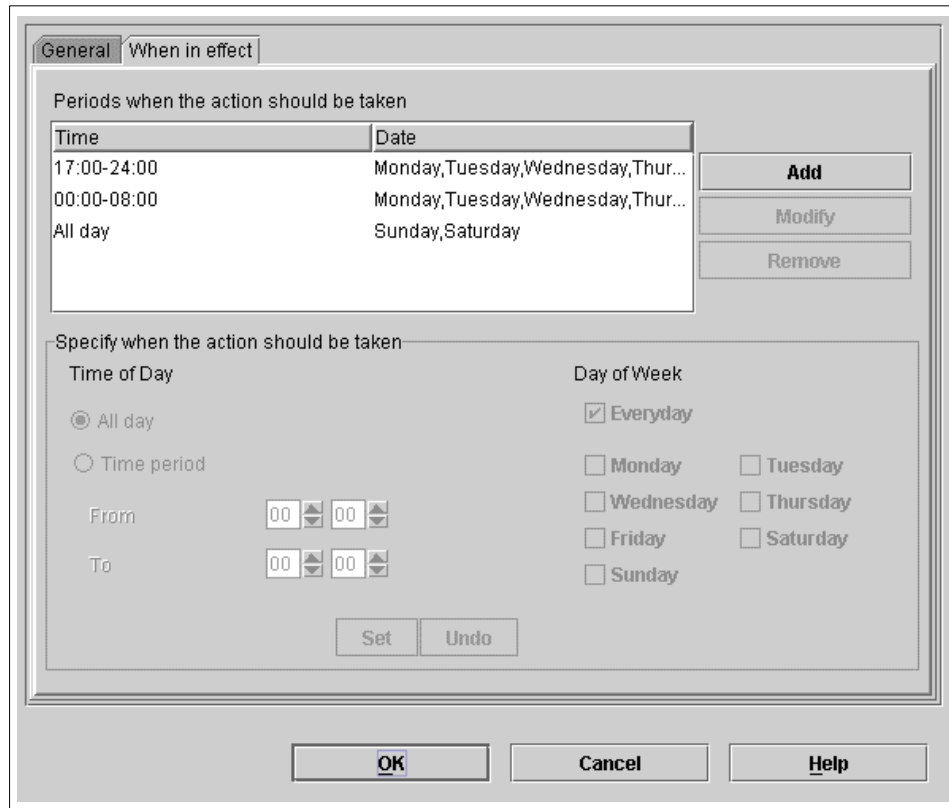 General When in effect
Periods when the action should be taken
Time Date
17:00-24:00 Monday,Tuesday,Wednesday,Thur...
00:00-08:00 Monday,Tuesday,Wednesday,Thur...
All day Sunday,Saturday
Add
Modify
Remove
Specify when the action should be taken
Time of Day Day of Week
All day Everyday
Time period Monday Tuesday
Wednesday Thursday
From 00 00
Friday Saturday
To 00 00
Sunday
Set Undo
OK Cancel Help